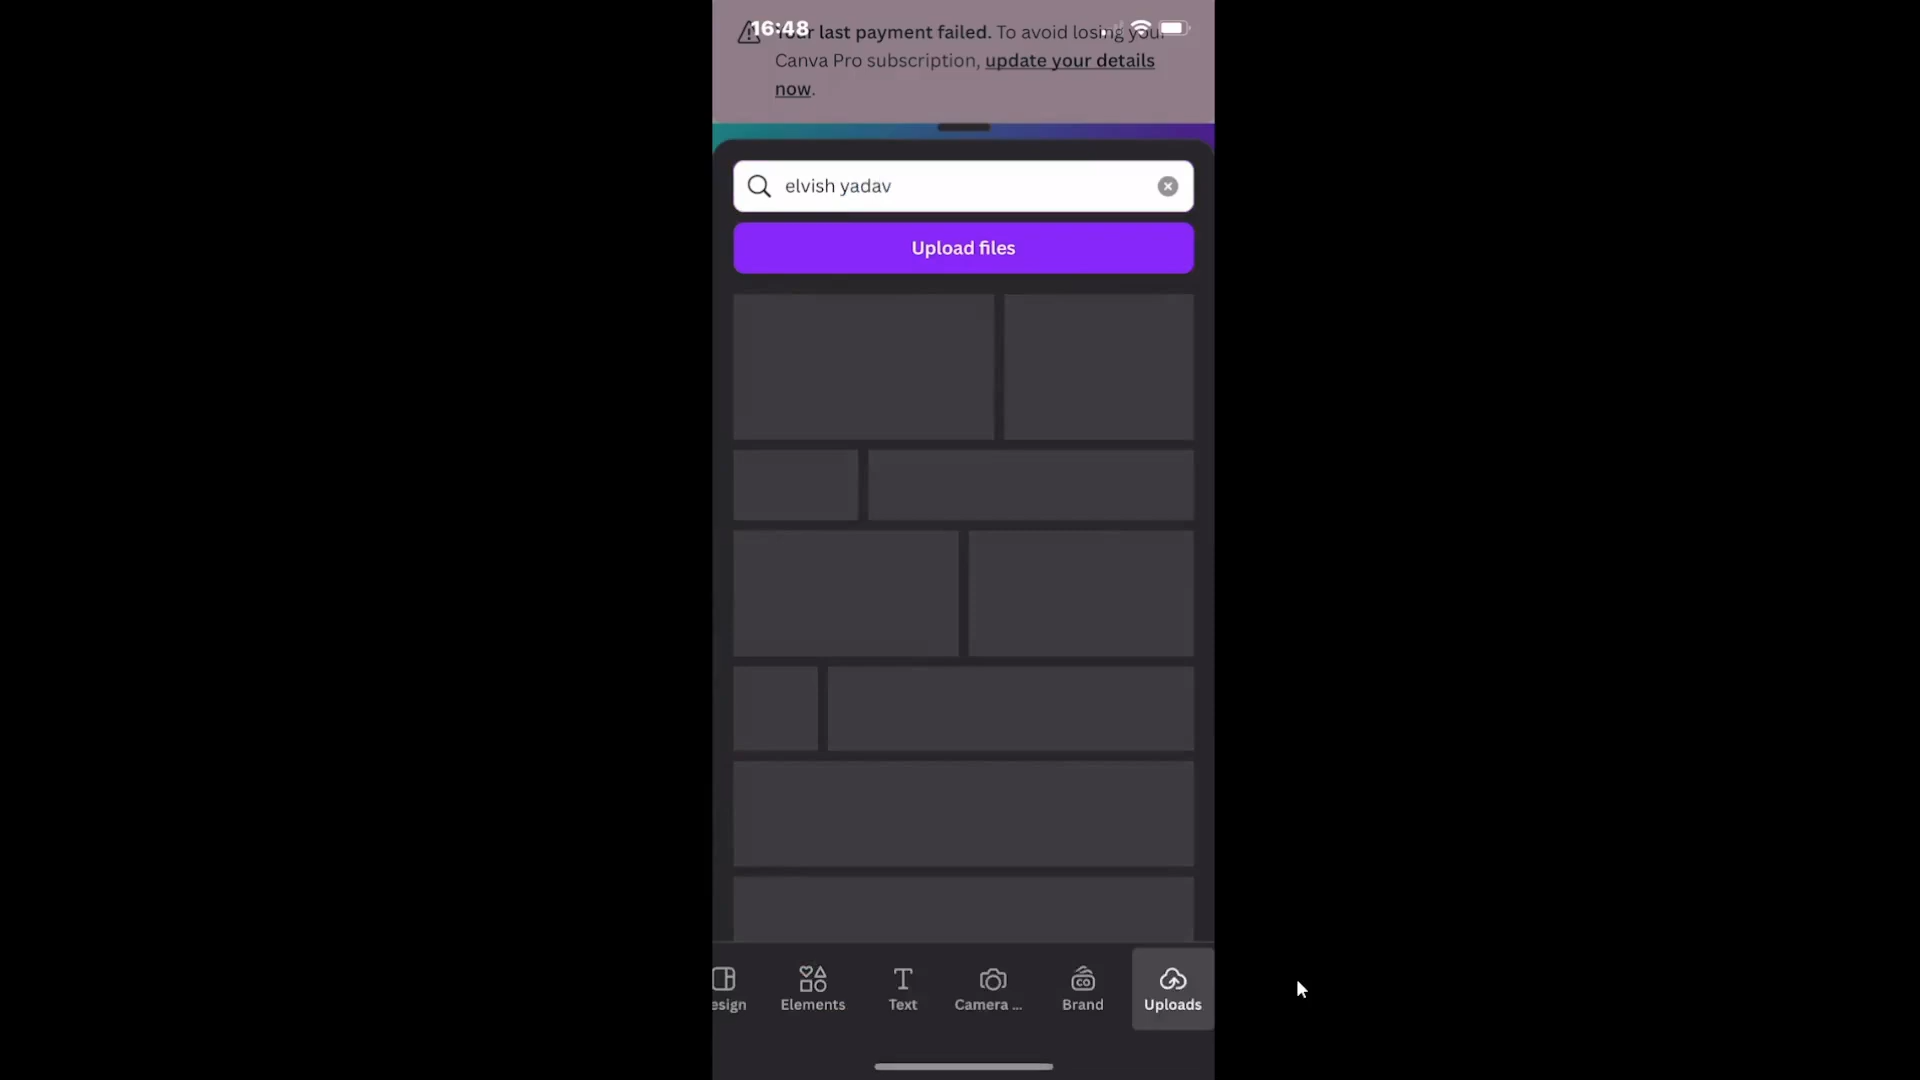 16:48
last payment failed. To avoid losing your
Canva Pro subscription, update your details
now.
elvish yadav
Upload files
esign
Elements
Text
Camera ...
Brand
Uploads